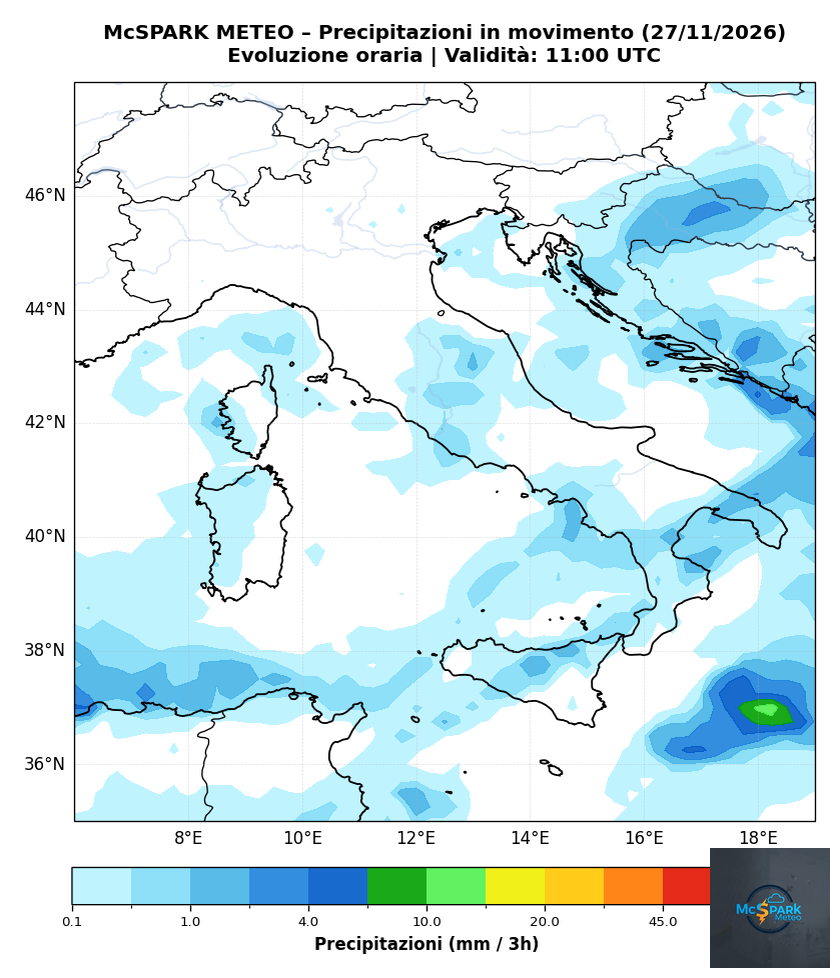 McSPARK METEO – Precipitazioni in movimento (27/11/2026)
Evoluzione oraria | Validità: 11:00 UTC
46°N
44°N
42°N
40°N
38°N
36°N
8°E 10°E 12°E 14°E 16°E 18°E
0.1 1.0 4.0 10.0 20.0 45.0
Precipitazioni (mm / 3h)
McSPARK
Meteo